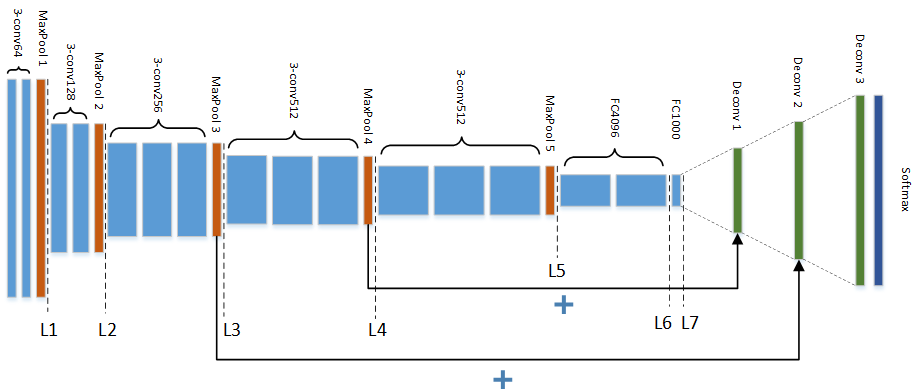 3-conv64
MaxPool 1
3-conv128
MaxPool 2
3-conv256
MaxPool 3
3-conv512
MaxPool 4
3-conv512
MaxPool 5
FC4096
FC1000
Deconv 1
Deconv 2
Deconv 3
Softmax
L1
L2
L3
L4
L5
L6
L7
+
+